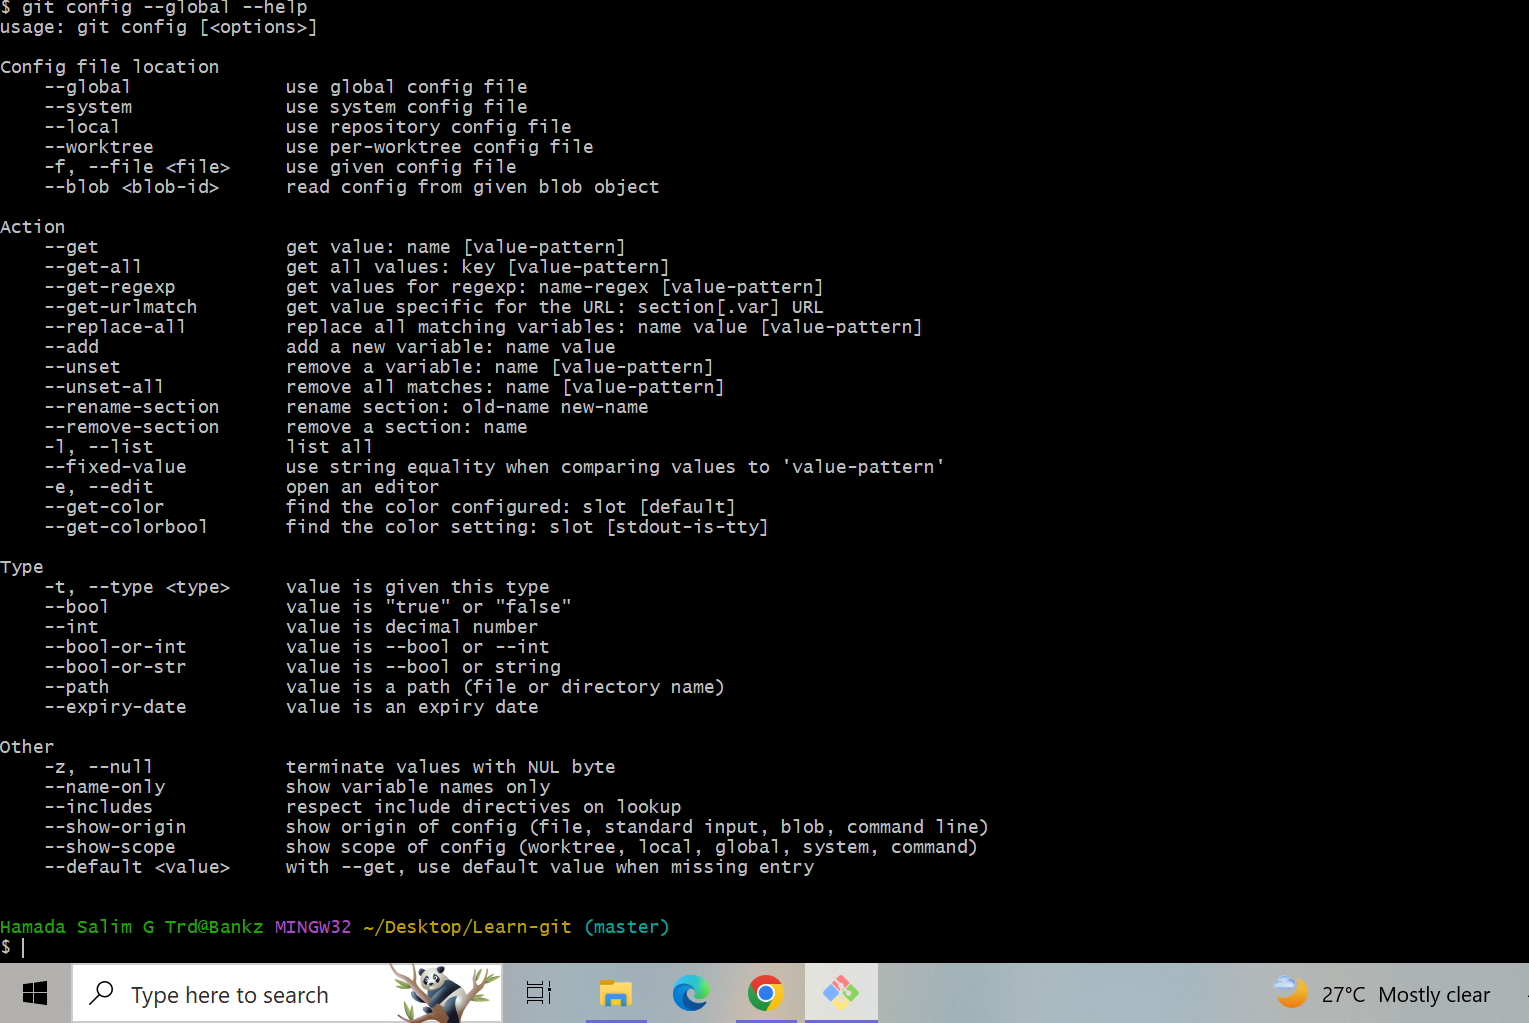 $ git config --global --help
usage: git config [<options>]

Config file location
    --global              use global config file
    --system              use system config file
    --local               use repository config file
    --worktree            use per-worktree config file
    -f, --file <file>     use given config file
    --blob <blob-id>      read config from given blob object

Action
    --get                 get value: name [value-pattern]
    --get-all             get all values: key [value-pattern]
    --get-regexp          get values for regexp: name-regex [value-pattern]
    --get-urlmatch        get value specific for the URL: section[.var] URL
    --replace-all         replace all matching variables: name value [value-pattern]
    --add                 add a new variable: name value
    --unset               remove a variable: name [value-pattern]
    --unset-all           remove all matches: name [value-pattern]
    --rename-section      rename section: old-name new-name
    --remove-section      remove a section: name
    -l, --list            list all
    --fixed-value         use string equality when comparing values to 'value-pattern'
    -e, --edit            open an editor
    --get-color           find the color configured: slot [default]
    --get-colorbool       find the color setting: slot [stdout-is-tty]

Type
    -t, --type <type>     value is given this type
    --bool                value is "true" or "false"
    --int                 value is decimal number
    --bool-or-int         value is --bool or --int
    --bool-or-str         value is --bool or string
    --path                value is a path (file or directory name)
    --expiry-date         value is an expiry date

Other
    -z, --null            terminate values with NUL byte
    --name-only           show variable names only
    --includes            respect include directives on lookup
    --show-origin         show origin of config (file, standard input, blob, command line)
    --show-scope          show scope of config (worktree, local, global, system, command)
    --default <value>     with --get, use default value when missing entry

Hamada Salim G Trd@Bankz MINGW32 ~/Desktop/Learn-git (master)
$
Type here to search
27°C Mostly clear